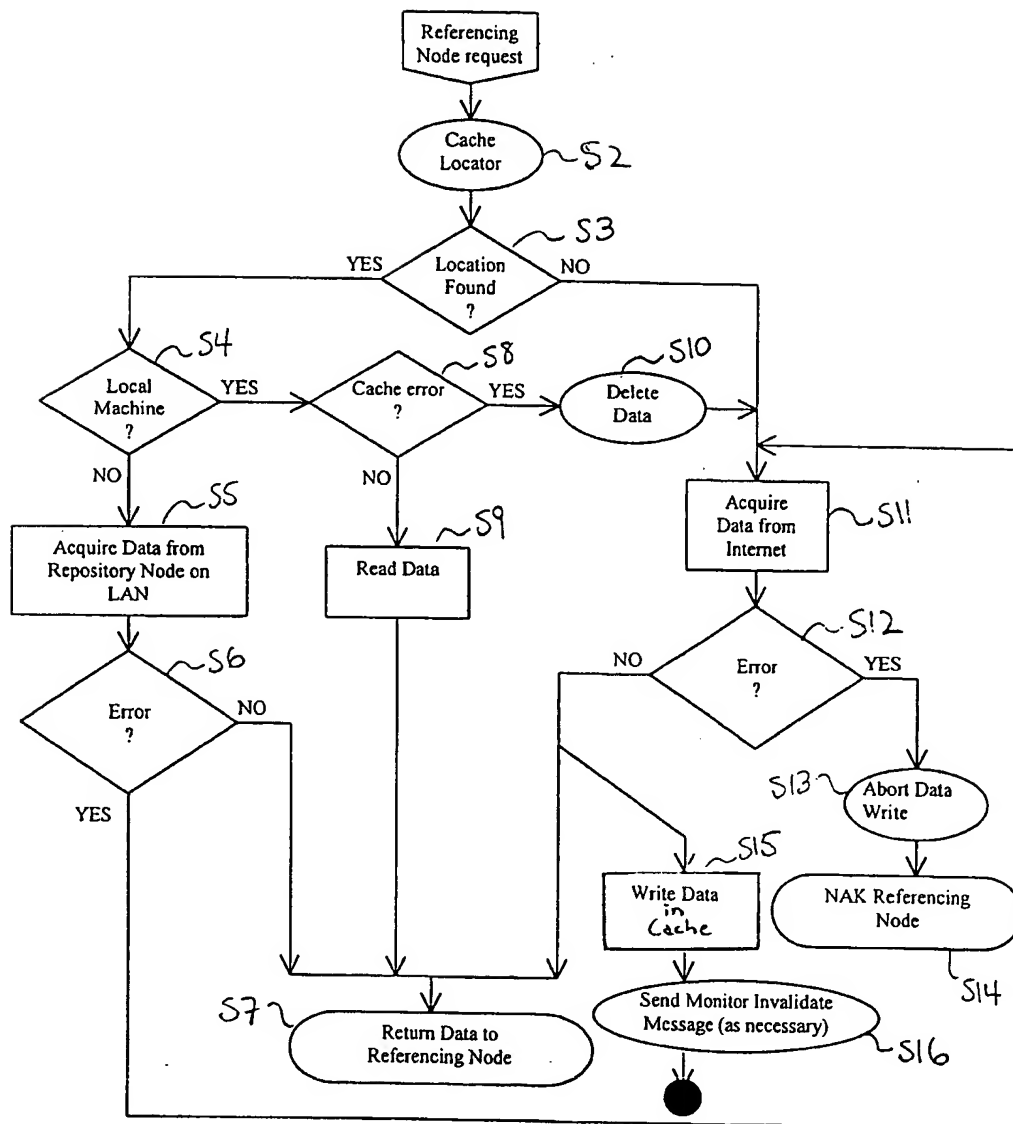 Referencing
Node request
Cache
Locator
S2
S3
YES
Location
Found
?
NO
S4
Local
Machine
?
YES
S8
Cache error
?
YES
S10
Delete
Data
NO
NO
S5
Acquire Data from
Repository Node on
LAN
S9
Read Data
Acquire
Data from
Internet
S11
S6
Error
?
NO
YES
S12
NO
Error
?
YES
S13
Abort Data
Write
S15
Write Data
in
Cache
NAK Referencing
Node
S14
S7
Return Data to
Referencing Node
Send Monitor Invalidate
Message (as necessary)
S16